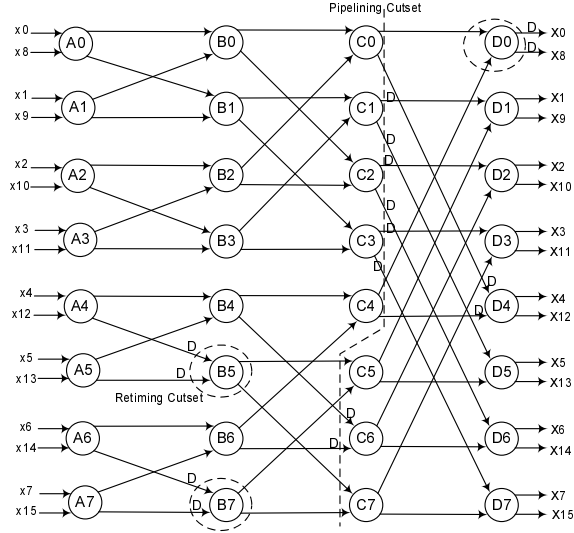 Pipelining Cutset
x0 A0 B0 C0 D0 D X0
x8 D X8
x1 A1 B1 D C1 D1 X1
x9 X9
D
x2 A2 B2 C2 D D2 X2
x10 X10
D
x3 A3 B3 C3 D D3 X3
x11 X11
D
D
x4 A4 B4 C4 D D4 X4
x12 X12
D
x5 A5 D B5 C5 D5 X5
x13 X13
Retiming Cutset
D
x6 A6 B6 D C6 D6 X6
x14 X14
D
x7 A7 D B7 C7 D7 X7
x15 X15